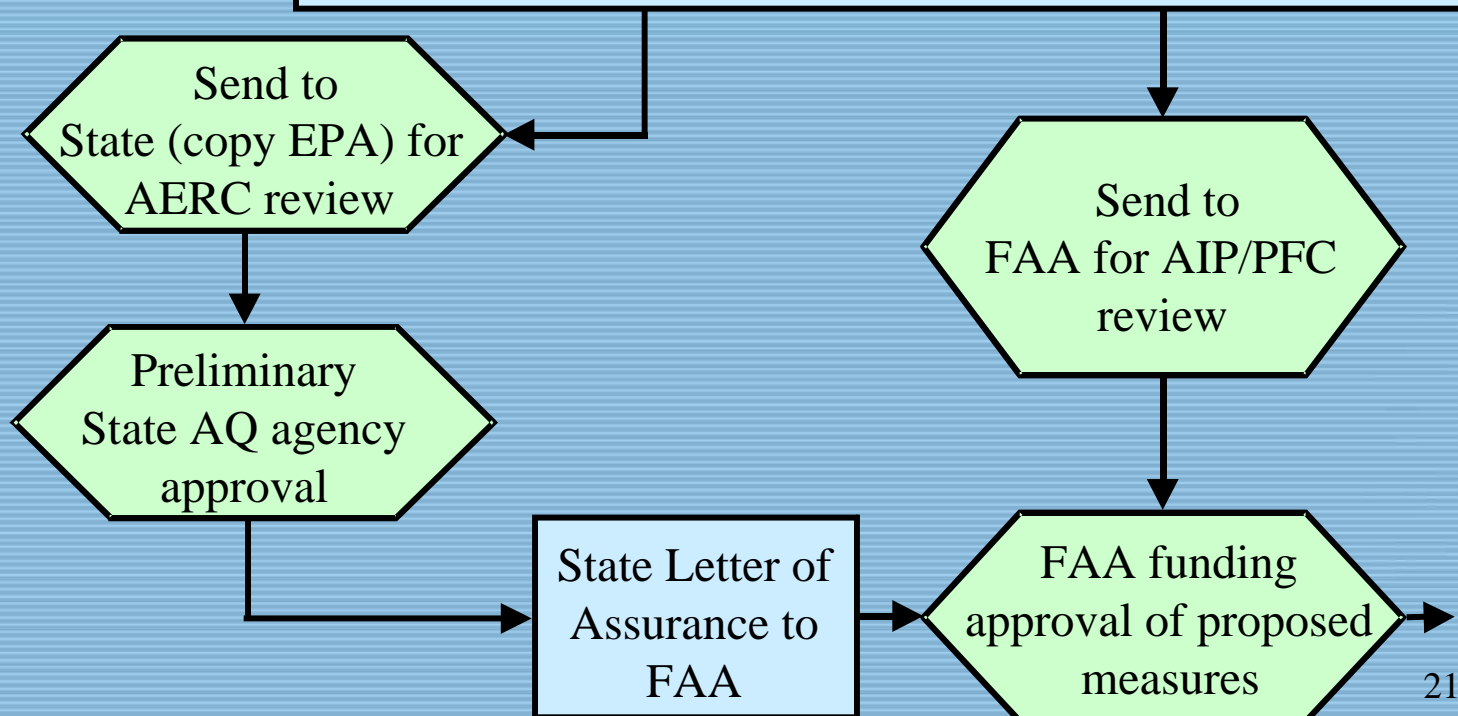 Send to
State (copy EPA) for
AERC review
Send to
FAA for AIP/PFC
review
Preliminary
State AQ agency
approval
State Letter of
Assurance to
FAA
FAA funding
approval of proposed
measures
21